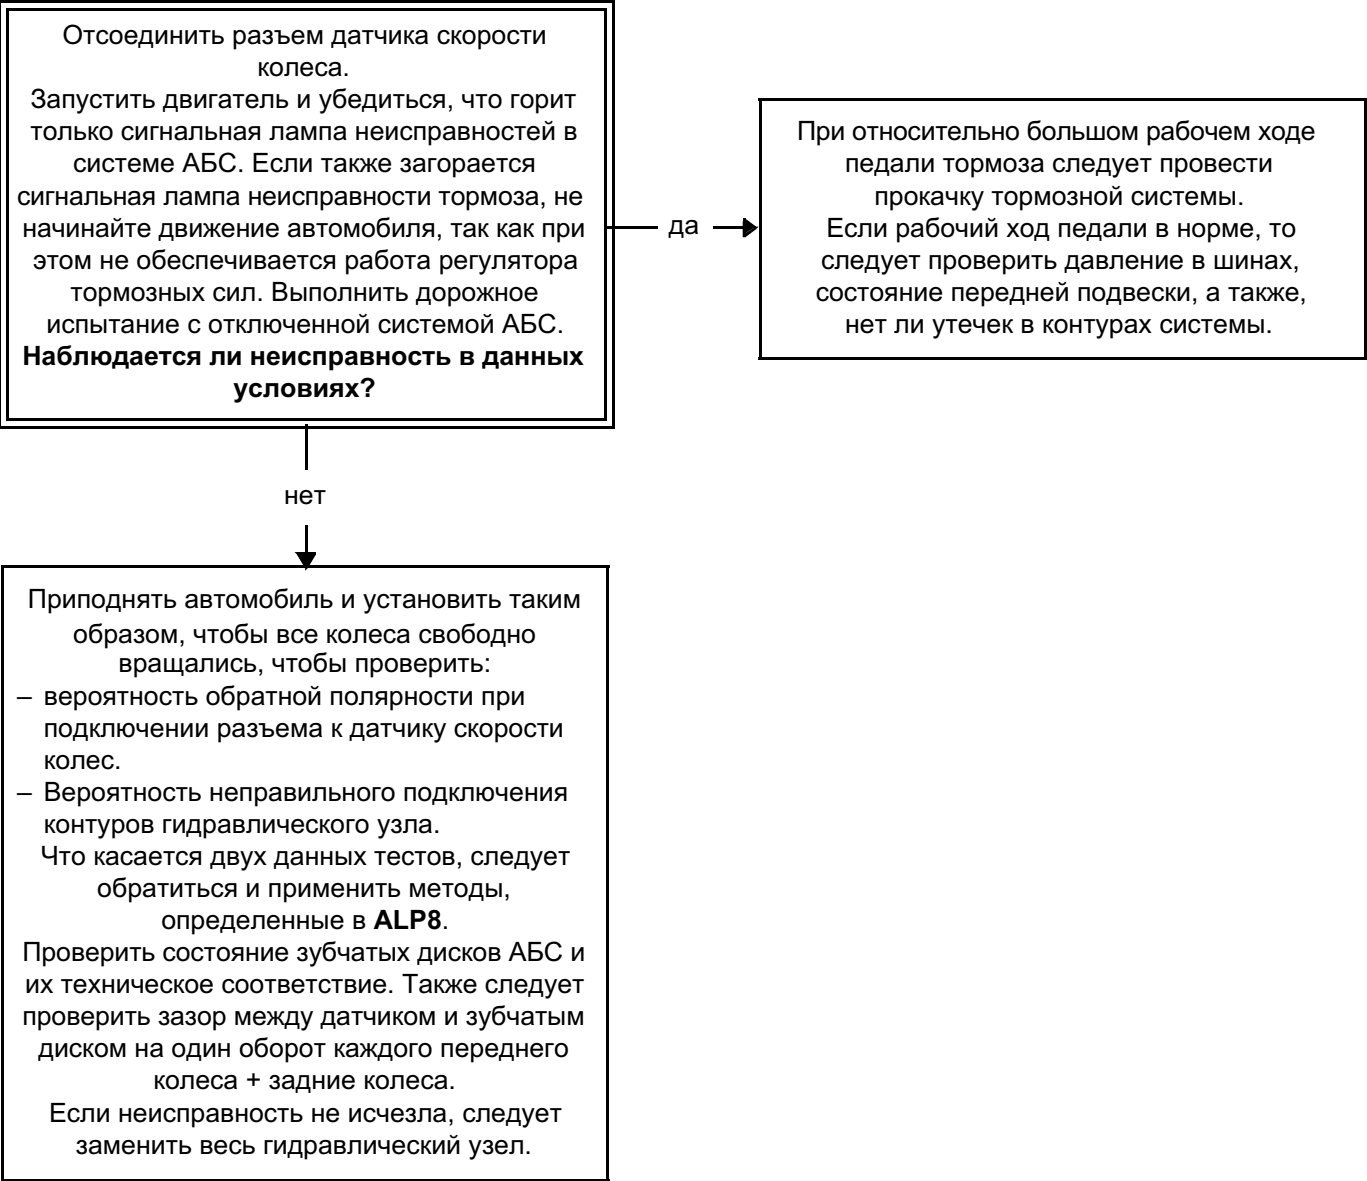 Отсоединить разъем датчика скорости
колеса.
Запустить двигатель и убедиться, что горит
только сигнальная лампа неисправностей в
системе АБС. Если также загорается
сигнальная лампа неисправности тормоза, не
начинайте движение автомобиля, так как при
этом не обеспечивается работа регулятора
тормозных сил. Выполнить дорожное
испытание с отключенной системой АБС.
Наблюдается ли неисправность в данных
условиях?
да
При относительно большом рабочем ходе
педали тормоза следует провести
прокачку тормозной системы.
Если рабочий ход педали в норме, то
следует проверить давление в шинах,
состояние передней подвески, а также,
нет ли утечек в контурах системы.
нет
Приподнять автомобиль и установить таким
образом, чтобы все колеса свободно
вращались, чтобы проверить:
– вероятность обратной полярности при
подключении разъема к датчику скорости
колес.
– Вероятность неправильного подключения
контуров гидравлического узла.
Что касается двух данных тестов, следует
обратиться и применить методы,
определенные в ALP8.
Проверить состояние зубчатых дисков АБС и
их техническое соответствие. Также следует
проверить зазор между датчиком и зубчатым
диском на один оборот каждого переднего
колеса + задние колеса.
Если неисправность не исчезла, следует
заменить весь гидравлический узел.